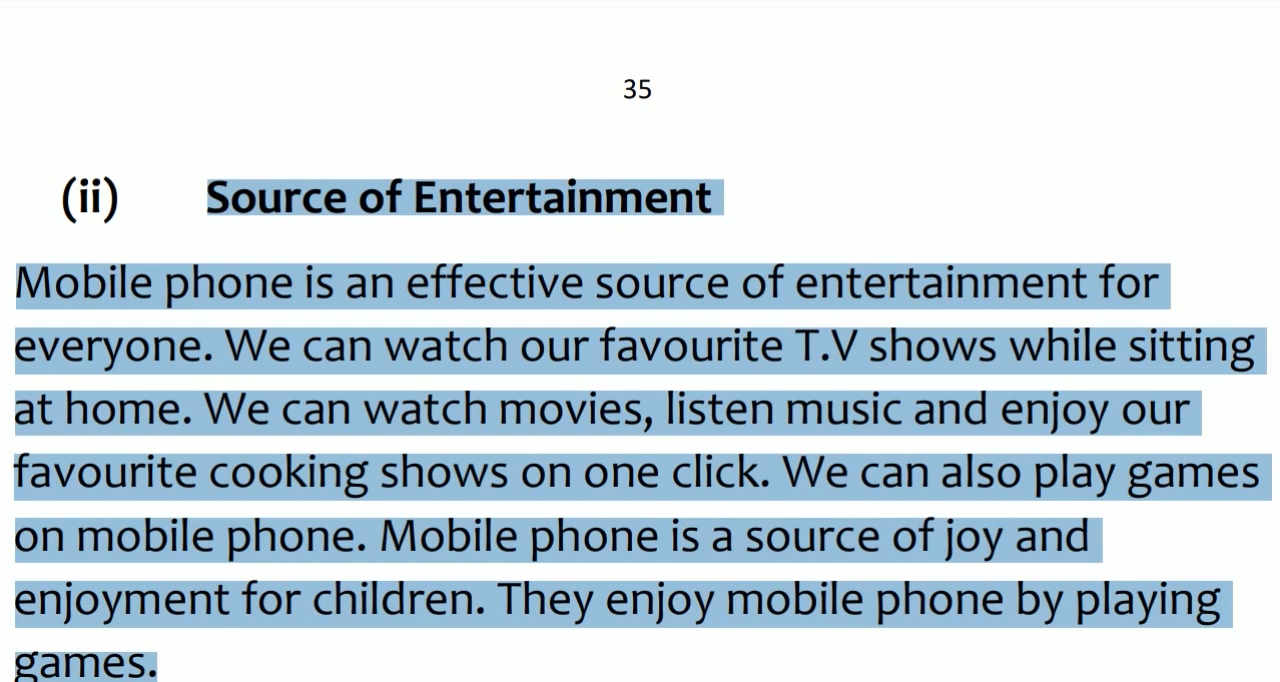 35
(ii) Source of Entertainment
Mobile phone is an effective source of entertainment for
everyone. We can watch our favourite T.V shows while sitting
at home. We can watch movies, listen music and enjoy our
favourite cooking shows on one click. We can also play games
on mobile phone. Mobile phone is a source of joy and
enjoyment for children. They enjoy mobile phone by playing
games.